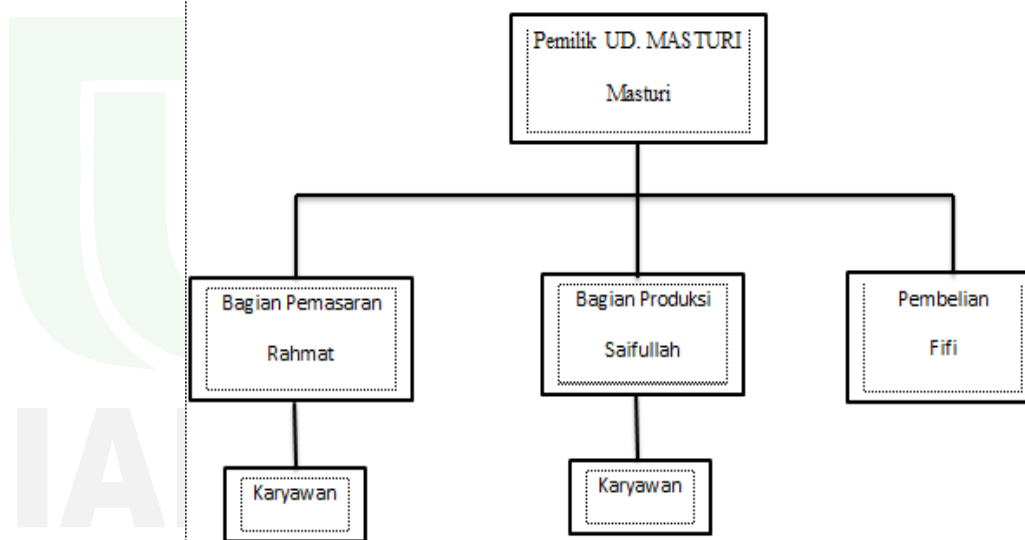 Pemilik UD. MASTURI
Masturi
Bagian Pemasaran
Rahmat
Bagian Produksi
Saifullah
Pembelian
Fifi
Karyawan
Karyawan